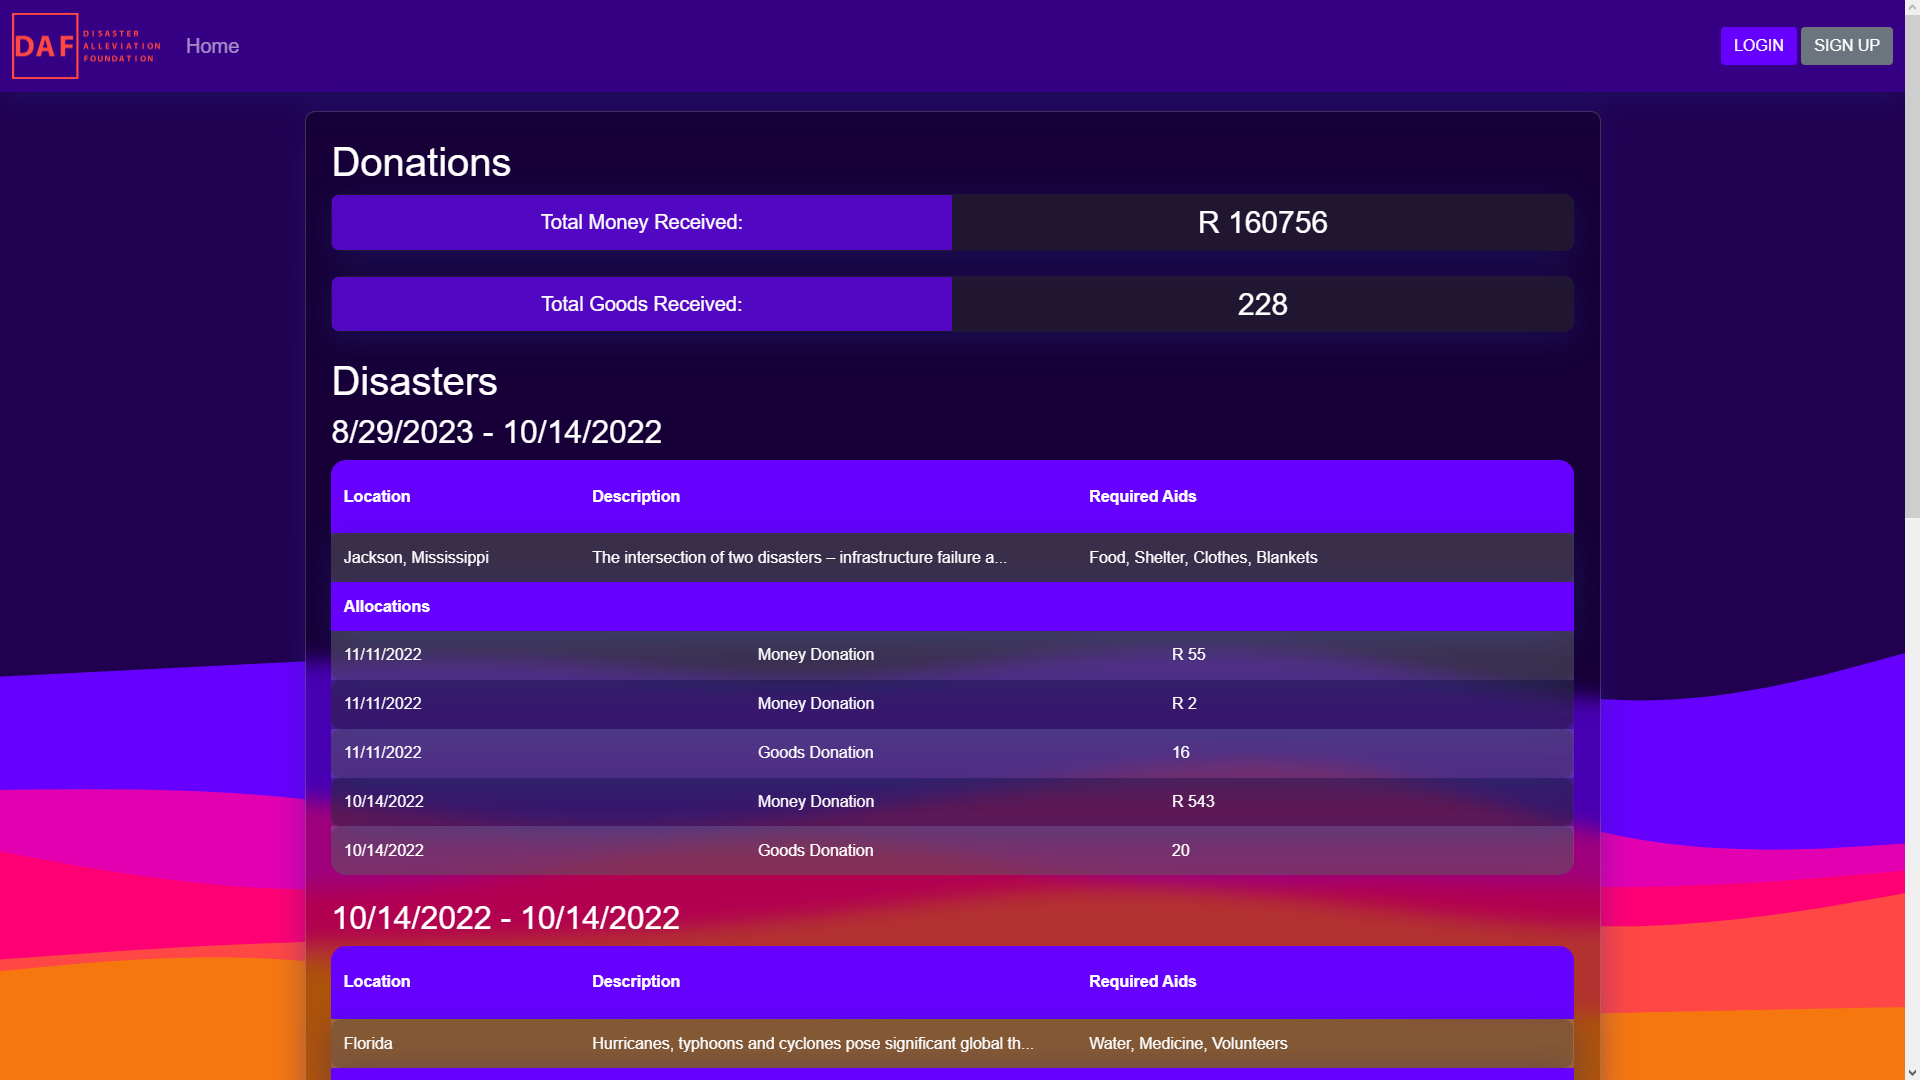 DAF DISASTER
ALLEVIATION
FOUNDATION
Home
LOGIN
SIGN UP
Donations
Total Money Received: R 160756
Total Goods Received: 228
Disasters
8/29/2023 - 10/14/2022
Location Description Required Aids
Jackson, Mississippi The intersection of two disasters – infrastructure failure a... Food, Shelter, Clothes, Blankets
Allocations
11/11/2022 Money Donation R 55
11/11/2022 Money Donation R 2
11/11/2022 Goods Donation 16
10/14/2022 Money Donation R 543
10/14/2022 Goods Donation 20
10/14/2022 - 10/14/2022
Location Description Required Aids
Florida Hurricanes, typhoons and cyclones pose significant global th... Water, Medicine, Volunteers